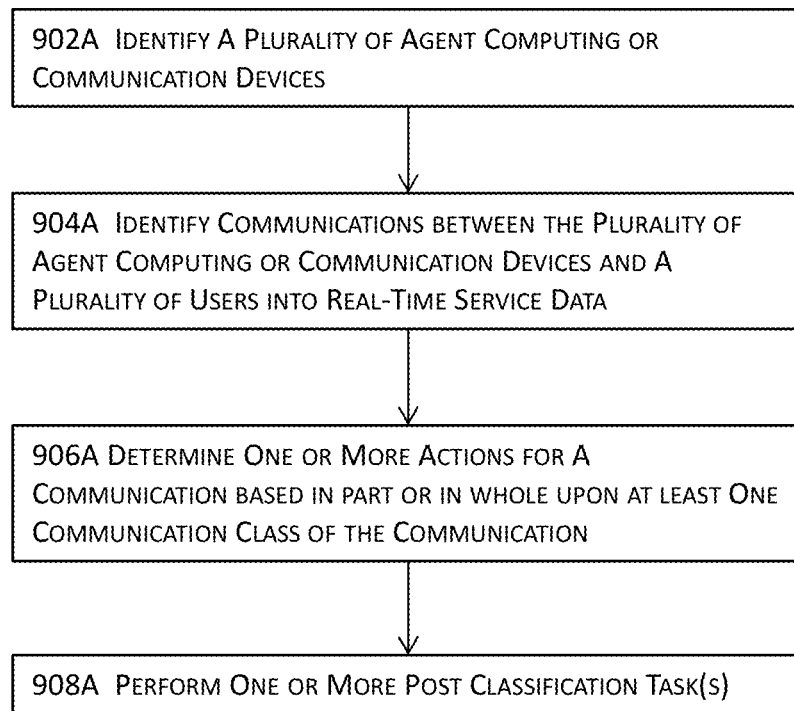 902A Identify A Plurality of Agent Computing or
Communication Devices
904A Identify Communications between the Plurality of
Agent Computing or Communication Devices and A
Plurality of Users into Real-Time Service Data
906A Determine One or More Actions for A
Communication based in part or in whole upon at least One
Communication Class of the Communication
908A Perform One or More Post Classification Task(s)